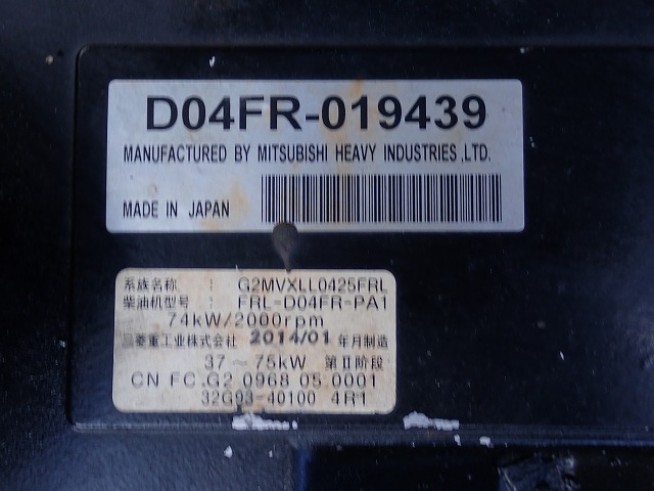 D04FR-019439
MANUFACTURED BY MITSUBISHI HEAVY INDUSTRIES ,LTD.
MADE IN JAPAN
系族名称 : G2MVXLL0425FRL
柴油机型号 : FRL-D04FR-PA1
74kW/2000rpm
三菱重工业株式会社 2014/01 年月制造
37～75kW 第II阶段
CN FC.G2 0968 05.0001
32G93-40100 4R1